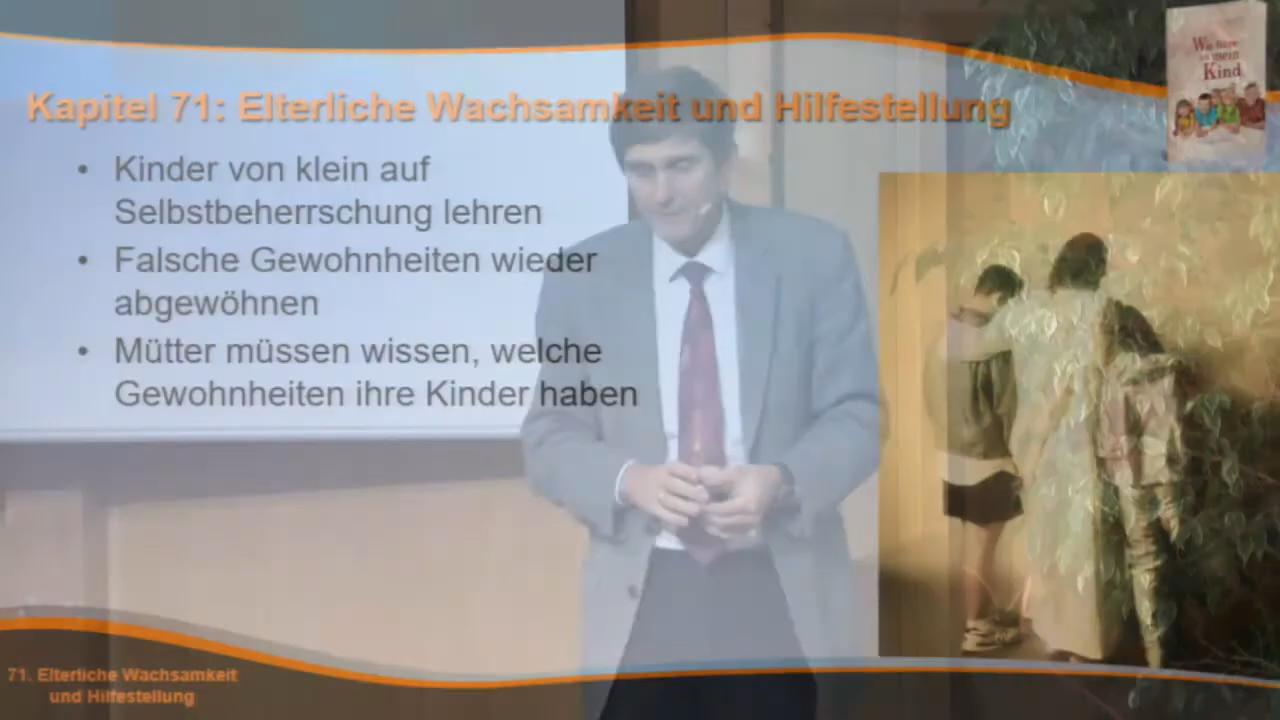 Kapitel 71: Elterliche Wachsamkeit und Hilfestellung
• Kinder von klein auf
Selbstbeherrschung lehren
• Falsche Gewohnheiten wieder
abgewöhnen
• Mütter müssen wissen, welche
Gewohnheiten ihre Kinder haben
Kind
71. Elterliche Wachsamkeit
und Hilfestellung